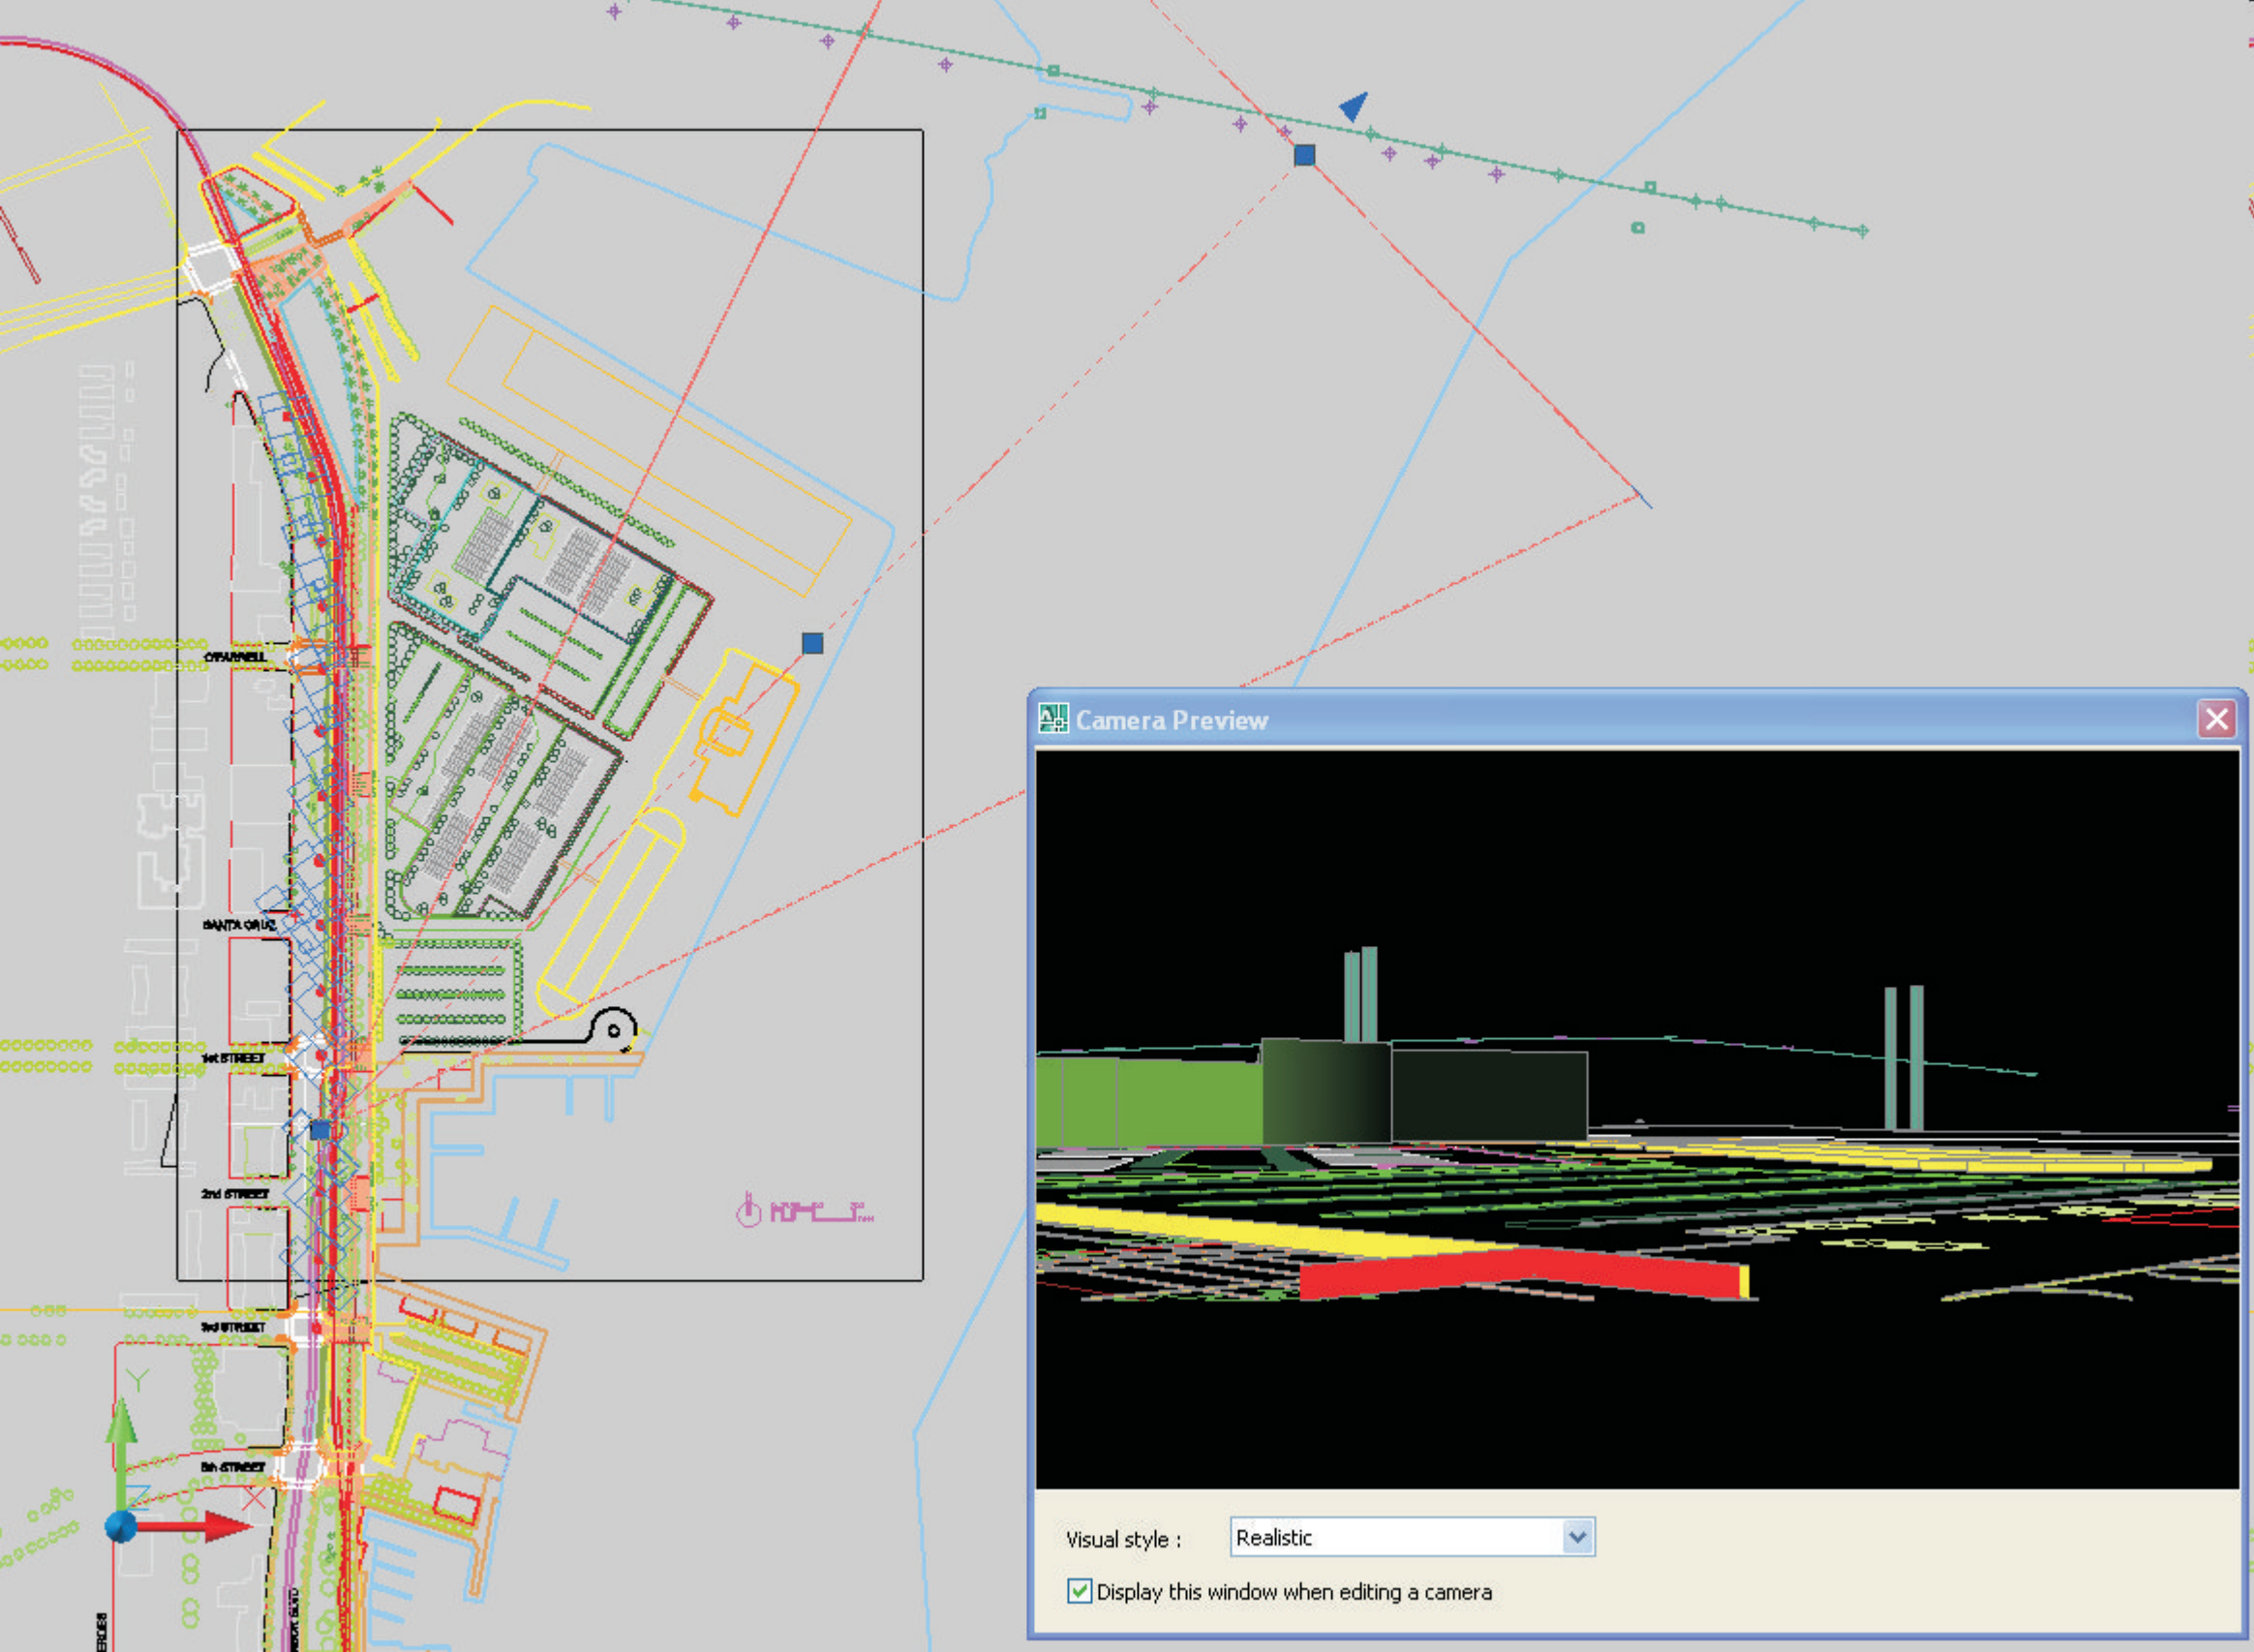 SANTA CRUZ
1st STREET
2nd STREET
3rd STREET
5th STREET
Y
Z
X
Camera Preview
Visual style :
Realistic
Display this window when editing a camera